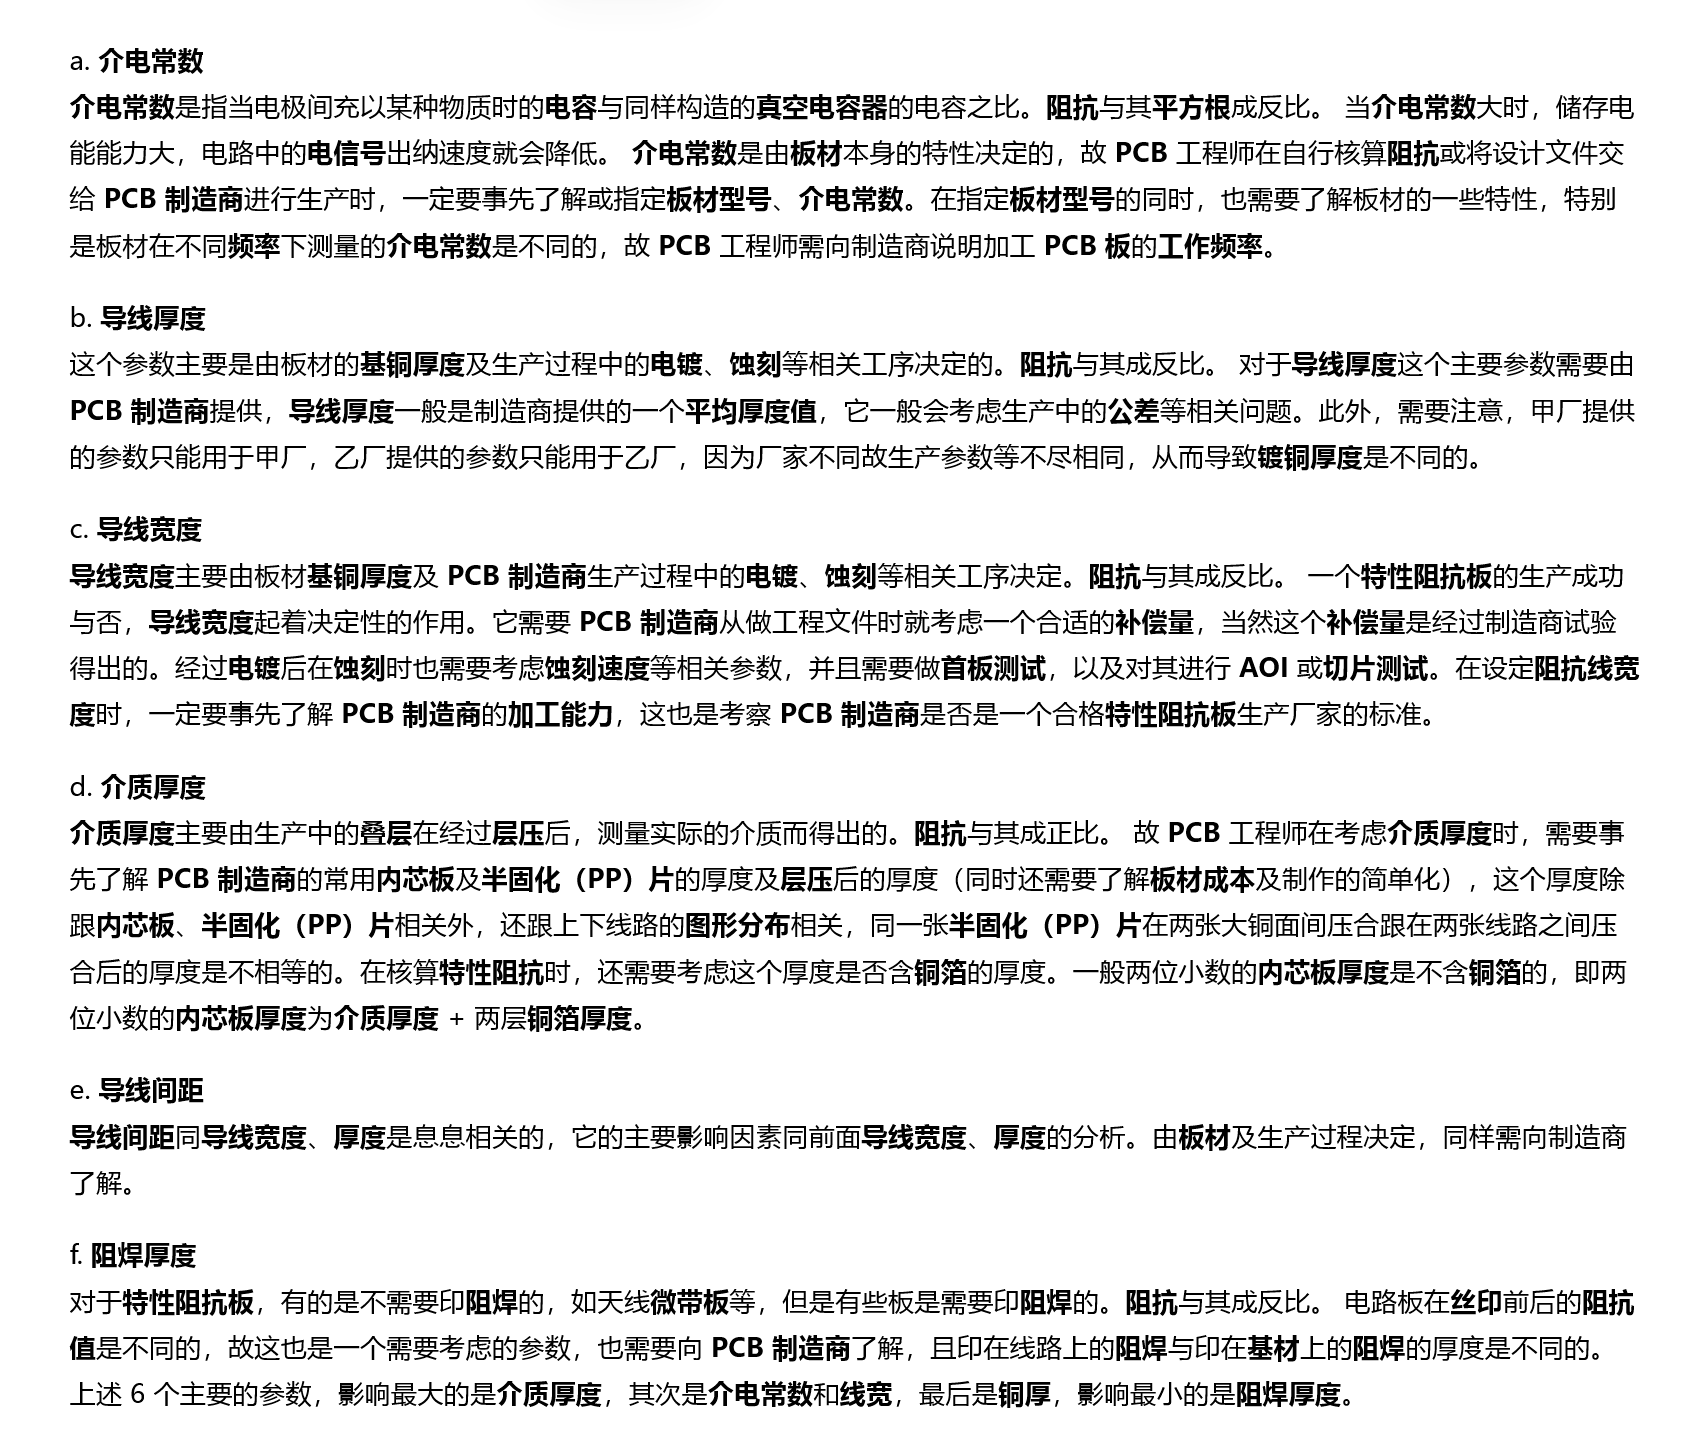 a. 介电常数
介电常数是指当电极间充以某种物质时的电容与同样构造的真空电容器的电容之比。阻抗与其平方根成反比。 当介电常数大时，储存电
能能力大，电路中的电信号出纳速度就会降低。 介电常数是由板材本身的特性决定的，故 PCB 工程师在自行核算阻抗或将设计文件交
给 PCB 制造商进行生产时，一定要事先了解或指定板材型号、介电常数。在指定板材型号的同时，也需要了解板材的一些特性，特别
是板材在不同频率下测量的介电常数是不同的，故 PCB 工程师需向制造商说明加工 PCB 板的工作频率。
b. 导线厚度
这个参数主要是由板材的基铜厚度及生产过程中的电镀、蚀刻等相关工序决定的。阻抗与其成反比。 对于导线厚度这个主要参数需要由
PCB 制造商提供，导线厚度一般是制造商提供的一个平均厚度值，它一般会考虑生产中的公差等相关问题。此外，需要注意，甲厂提供
的参数只能用于甲厂，乙厂提供的参数只能用于乙厂，因为厂家不同故生产参数等不尽相同，从而导致镀铜厚度是不同的。
c. 导线宽度
导线宽度主要由板材基铜厚度及 PCB 制造商生产过程中的电镀、蚀刻等相关工序决定。阻抗与其成反比。 一个特性阻抗板的生产成功
与否，导线宽度起着决定性的作用。它需要 PCB 制造商从做工程文件时就考虑一个合适的补偿量，当然这个补偿量是经过制造商试验
得出的。经过电镀后在蚀刻时也需要考虑蚀刻速度等相关参数，并且需要做首板测试，以及对其进行 AOI 或切片测试。在设定阻抗线宽
度时，一定要事先了解 PCB 制造商的加工能力，这也是考察 PCB 制造商是否是一个合格特性阻抗板生产厂家的标准。
d. 介质厚度
介质厚度主要由生产中的叠层在经过层压后，测量实际的介质而得出的。阻抗与其成正比。 故 PCB 工程师在考虑介质厚度时，需要事
先了解 PCB 制造商的常用内芯板及半固化（PP）片的厚度及层压后的厚度（同时还需要了解板材成本及制作的简单化），这个厚度除
跟内芯板、半固化（PP）片相关外，还跟上下线路的图形分布相关，同一张半固化（PP）片在两张大铜面间压合跟在两张线路之间压
合后的厚度是不相等的。在核算特性阻抗时，还需要考虑这个厚度是否含铜箔的厚度。一般两位小数的内芯板厚度是不含铜箔的，即两
位小数的内芯板厚度为介质厚度 + 两层铜箔厚度。
e. 导线间距
导线间距同导线宽度、厚度是息息相关的，它的主要影响因素同前面导线宽度、厚度的分析。由板材及生产过程决定，同样需向制造商
了解。
f. 阻焊厚度
对于特性阻抗板，有的是不需要印阻焊的，如天线微带板等，但是有些板是需要印阻焊的。阻抗与其成反比。 电路板在丝印前后的阻抗
值是不同的，故这也是一个需要考虑的参数，也需要向 PCB 制造商了解，且印在线路上的阻焊与印在基材上的阻焊的厚度是不同的。
上述 6 个主要的参数，影响最大的是介质厚度，其次是介电常数和线宽，最后是铜厚，影响最小的是阻焊厚度。